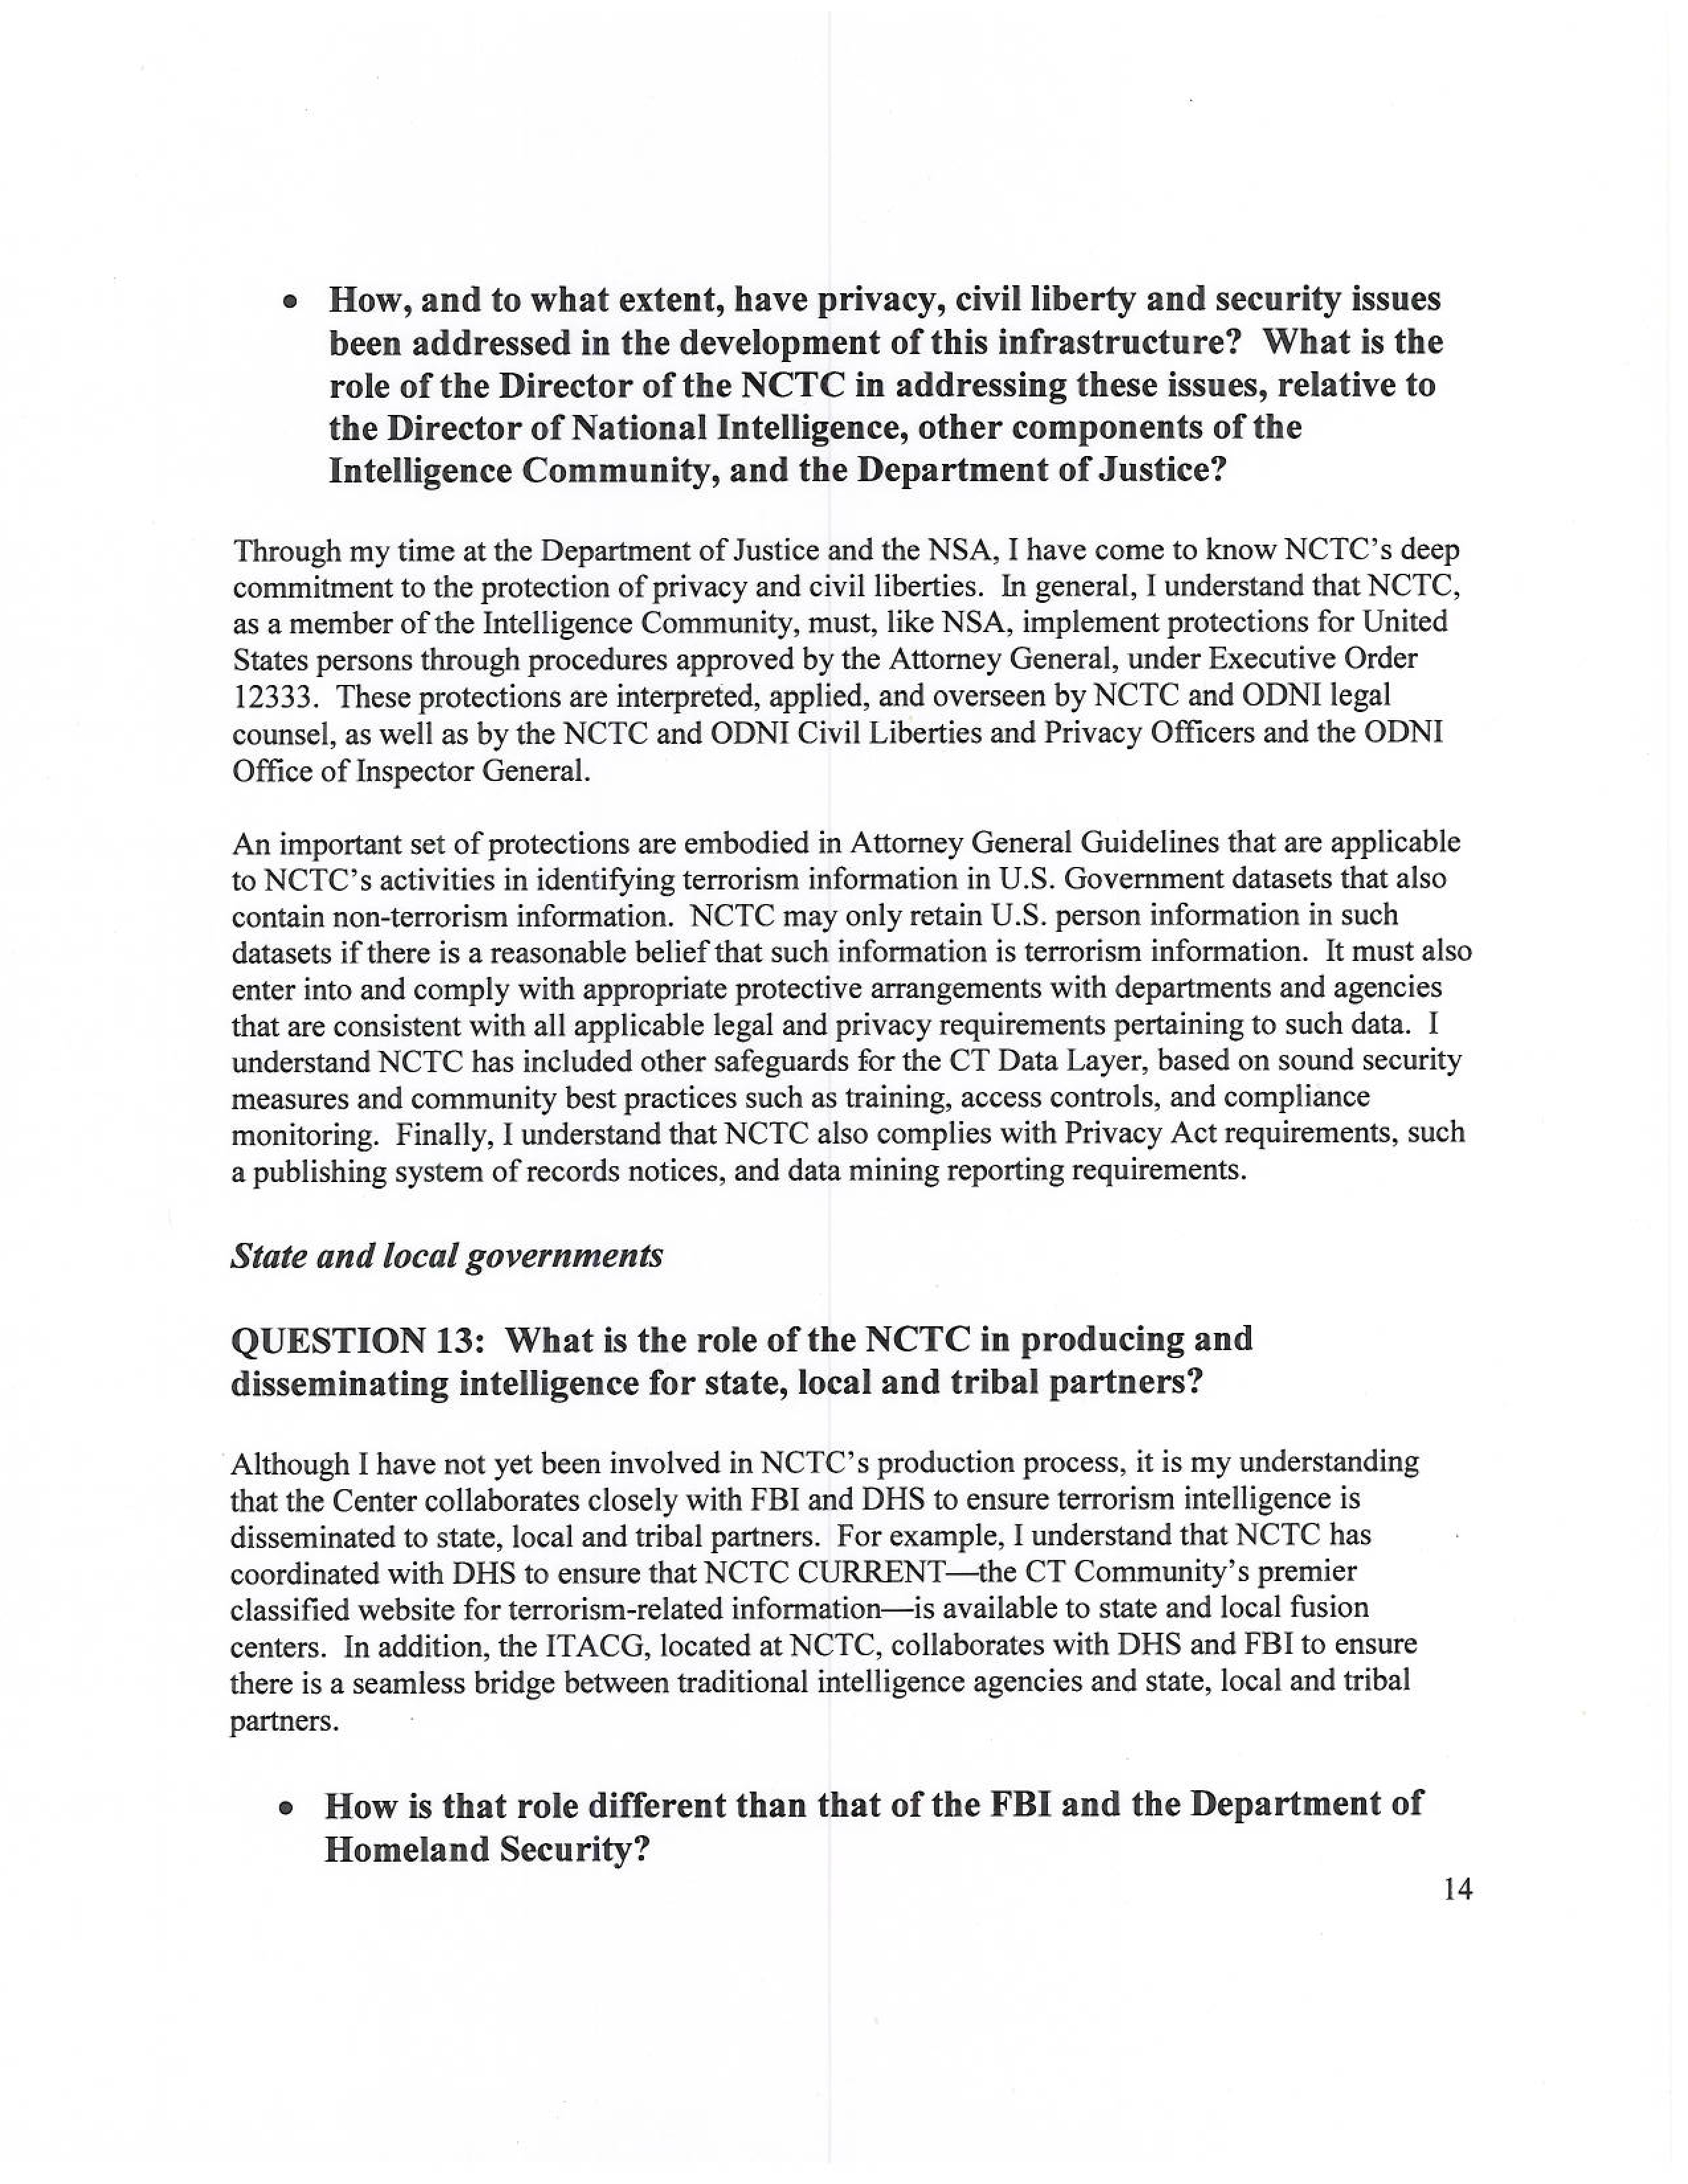 • How, and to what extent, have privacy, civil liberty and security issues
been addressed in the development of this infrastructure? What is the
role of the Director of the NCTC in addressing these issues, relative to
the Director of National Intelligence, other components of the
Intelligence Community, and the Department of Justice?
Through my time at the Department of Justice and the NSA, I have come to know NCTC's deep
commitment to the protection of privacy and civil liberties. In general, I understand that NCTC,
as a member of the Intelligence Community, must, like NSA, implement protections for United
States persons through procedures approved by the Attorney General, under Executive Order
12333. These protections are interpreted, applied, and overseen by NCTC and ODNI legal
counsel, as well as by the NCTC and ODNI Civil Liberties and Privacy Officers and the ODNI
Office of Inspector General.
An important set of protections are embodied in Attorney General Guidelines that are applicable
to NCTC's activities in identifying terrorism information in U.S. Government datasets that also
contain non-terrorism information. NCTC may only retain U.S. person information in such
datasets if there is a reasonable belief that such information is terrorism information. It must also
enter into and comply with appropriate protective arrangements with departments and agencies
that are consistent with all applicable legal and privacy requirements pertaining to such data. I
understand NCTC has included other safeguards for the CT Data Layer, based on sound security
measures and community best practices such as training, access controls, and compliance
monitoring. Finally, I understand that NCTC also complies with Privacy Act requirements, such
a publishing system of records notices, and data mining reporting requirements.
State and local governments
QUESTION 13: What is the role of the NCTC in producing and
disseminating intelligence for state, local and tribal partners?
Although I have not yet been involved in NCTC's production process, it is my understanding
that the Center collaborates closely with FBI and DHS to ensure terrorism intelligence is
disseminated to state, local and tribal partners. For example, I understand that NCTC has
coordinated with DHS to ensure that NCTC CURRENT—the CT Community's premier
classified website for terrorism-related information—is available to state and local fusion
centers. In addition, the ITACG, located at NCTC, collaborates with DHS and FBI to ensure
there is a seamless bridge between traditional intelligence agencies and state, local and tribal
partners.
• How is that role different than that of the FBI and the Department of
Homeland Security?
14